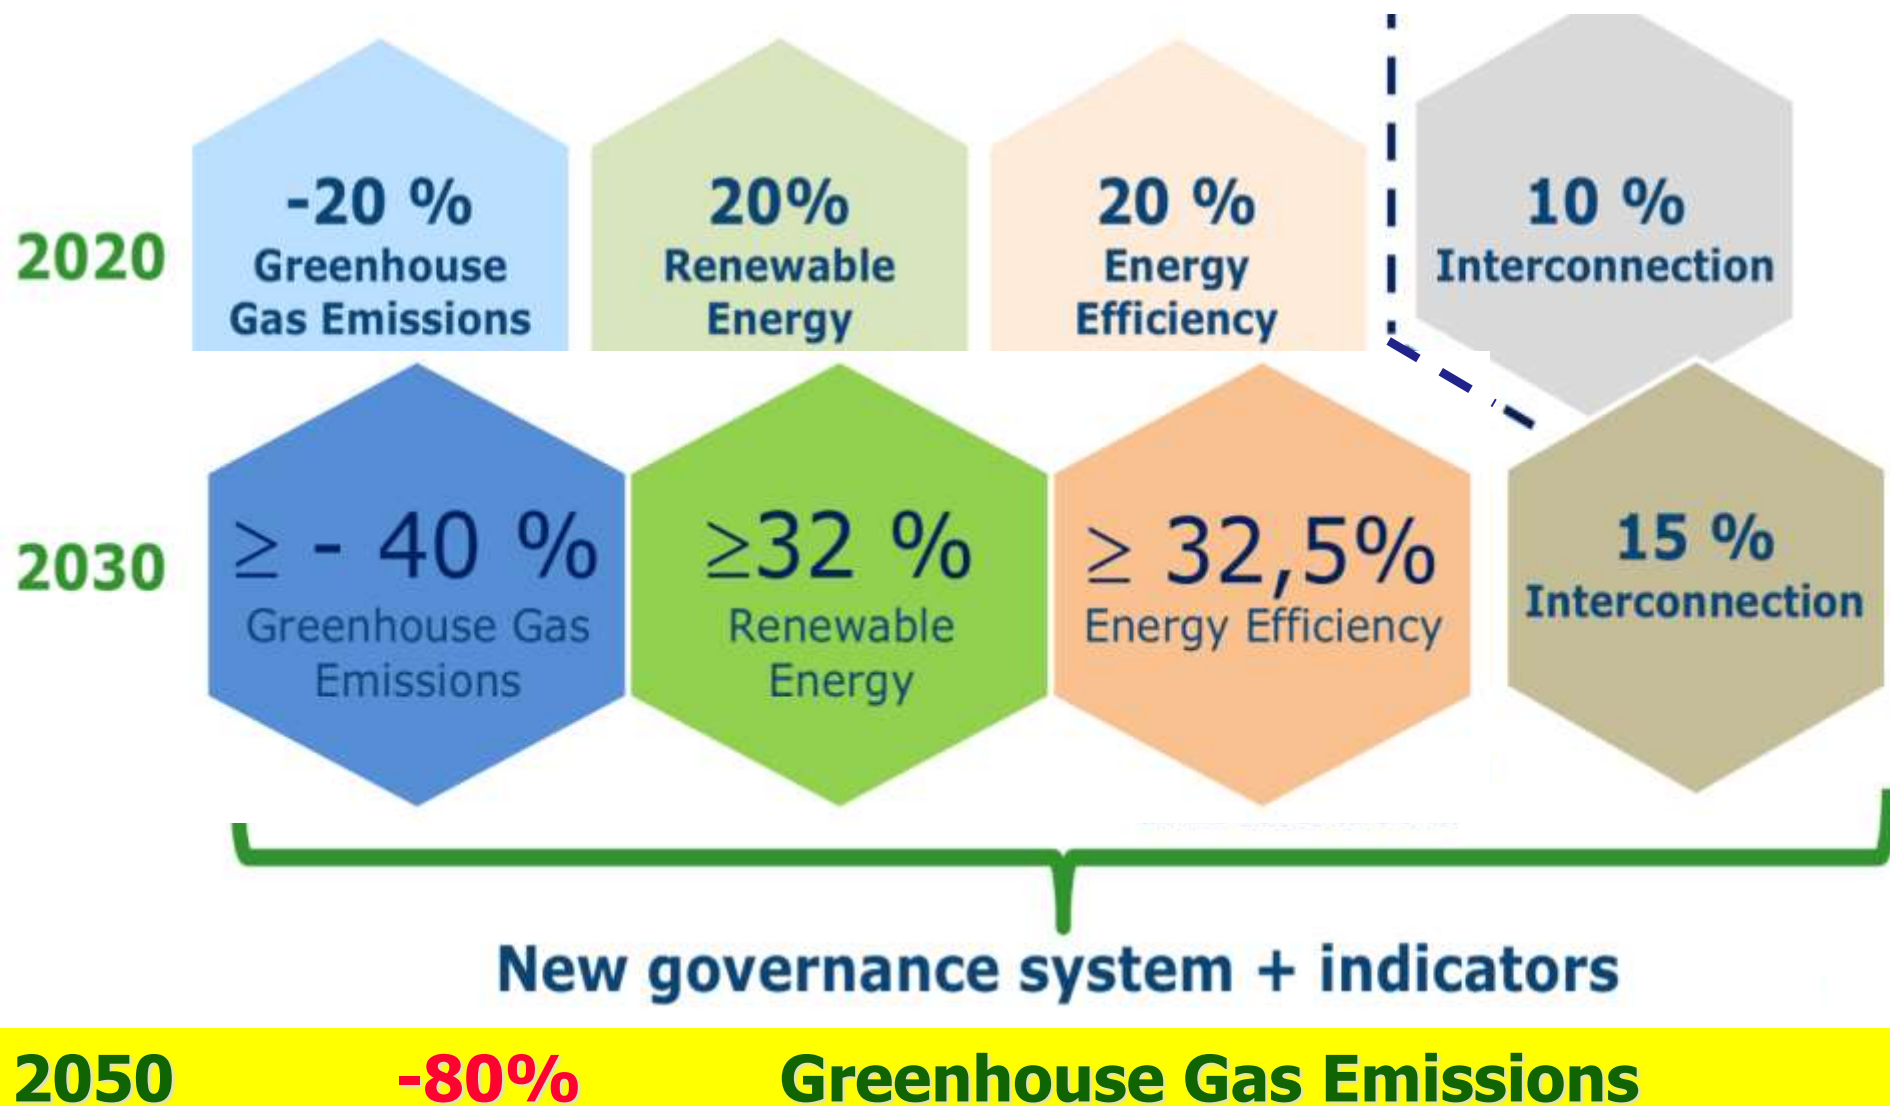 2020
-20 %
Greenhouse
Gas Emissions
20%
Renewable
Energy
20 %
Energy
Efficiency
10 %
Interconnection
2030
≥ - 40 %
Greenhouse Gas
Emissions
≥32 %
Renewable
Energy
≥ 32,5%
Energy Efficiency
15 %
Interconnection
New governance system + indicators
2050 -80% Greenhouse Gas Emissions